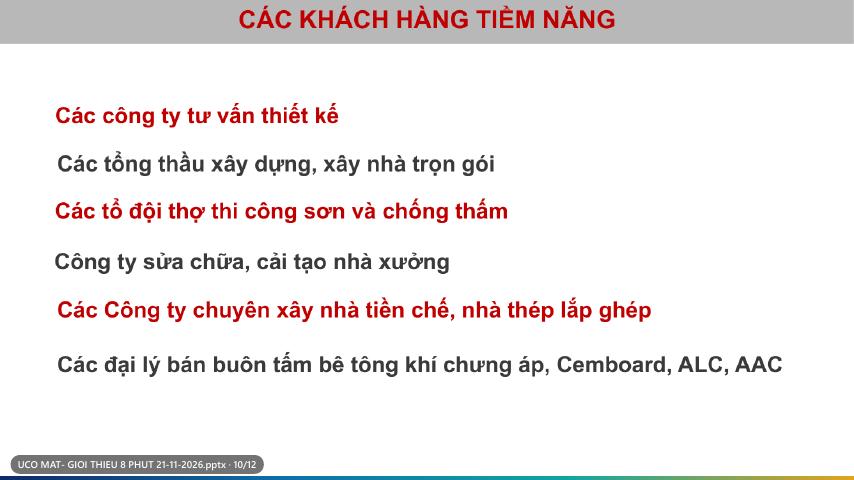 CÁC KHÁCH HÀNG TIỀM NĂNG
Các công ty tư vấn thiết kế
Các tổng thầu xây dựng, xây nhà trọn gói
Các tổ đội thợ thi công sơn và chống thấm
Công ty sửa chữa, cải tạo nhà xưởng
Các Công ty chuyên xây nhà tiền chế, nhà thép lắp ghép
Các đại lý bán buôn tấm bê tông khí chưng áp, Cemboard, ALC, AAC
UCO MAT- GIOI THIEU 8 PHUT 21-11-2026.pptx · 10/12